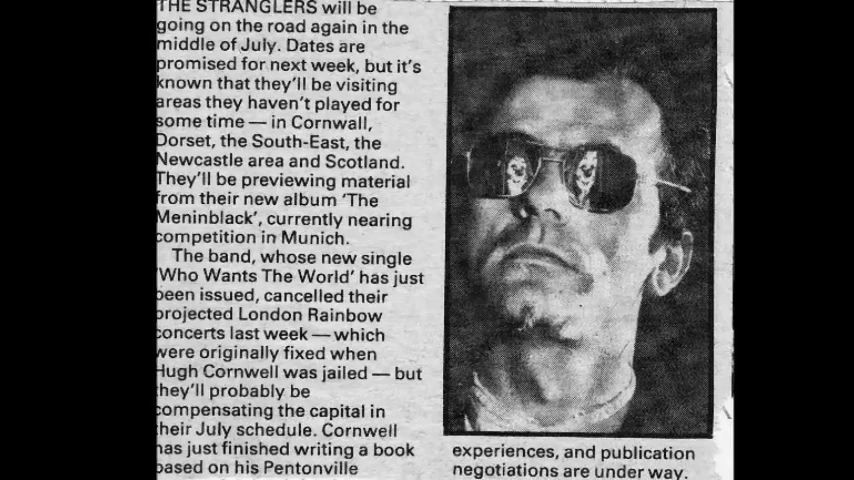 THE STRANGLERS will be
going on the road again in the
middle of July. Dates are
promised for next week, but it's
known that they'll be visiting
areas they haven't played for
some time — in Cornwall,
Dorset, the South-East, the
Newcastle area and Scotland.
They'll be previewing material
from their new album ‘The
Meninblack’, currently nearing
competition in Munich.
The band, whose new single
‘Who Wants The World’ has just
been issued, cancelled their
projected London Rainbow
concerts last week — which
were originally fixed when
Hugh Cornwell was jailed — but
they'll probably be
compensating the capital in
their July schedule. Cornwell
has just finished writing a book
based on his Pentonville
experiences, and publication
negotiations are under way.